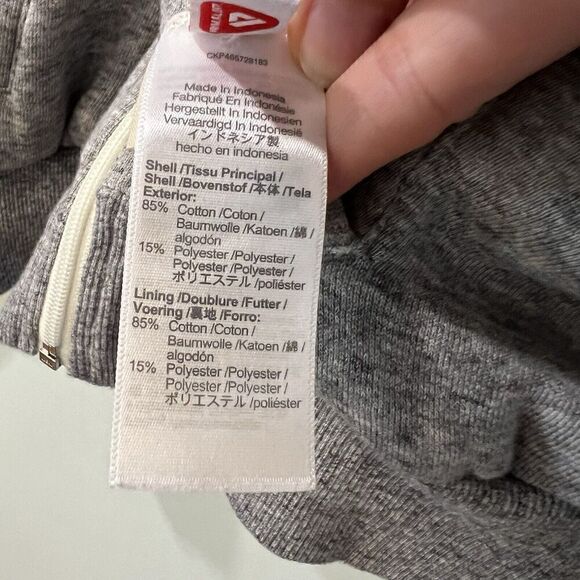 PRIMALOFT
CKP465728183
Made In Indonesia
Fabriqué En Indonésie
Hergestellt In Indonesien
Vervaardigd In Indonesië
インドネシア製
hecho en indonesia
Shell /Tissu Principal /
Shell /Bovenstof /本体 /Tela
Exterior:
85% Cotton /Coton /
Baumwolle /Katoen /綿 /
algodón
15% Polyester /Polyester /
Polyester /Polyester /
ポリエステル /poliéster
Lining /Doublure /Futter /
Voering /裏地 /Forro:
85% Cotton /Coton /
Baumwolle /Katoen /綿 /
algodón
15% Polyester /Polyester /
Polyester /Polyester /
ポリエステル /poliéster